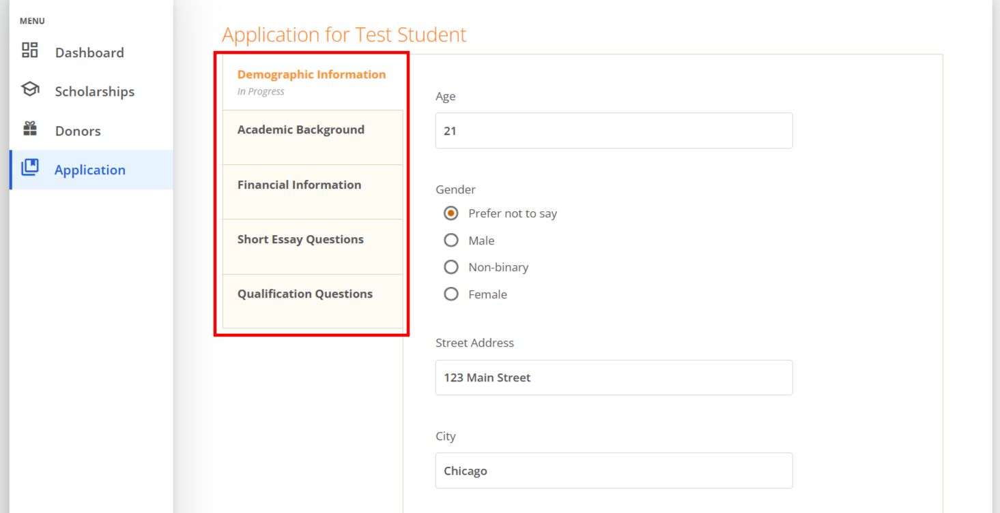 MENU
Dashboard
Scholarships
Donors
Application
Application for Test Student
Demographic Information
In Progress
Academic Background
Financial Information
Short Essay Questions
Qualification Questions
Age
21
Gender
Prefer not to say
Male
Non-binary
Female
Street Address
123 Main Street
City
Chicago